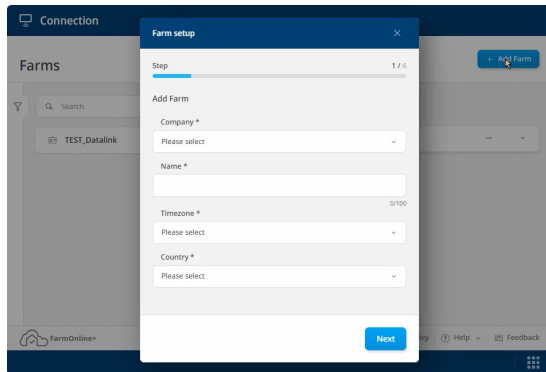 Connection
Farms
+ Add Farm
Search
TEST_Datalink
Farm setup
Step 1 / 6
Add Farm
Company *
Please select
Name *
0/100
Timezone *
Please select
Country *
Please select
Next
FarmOnline+
Help
Feedback